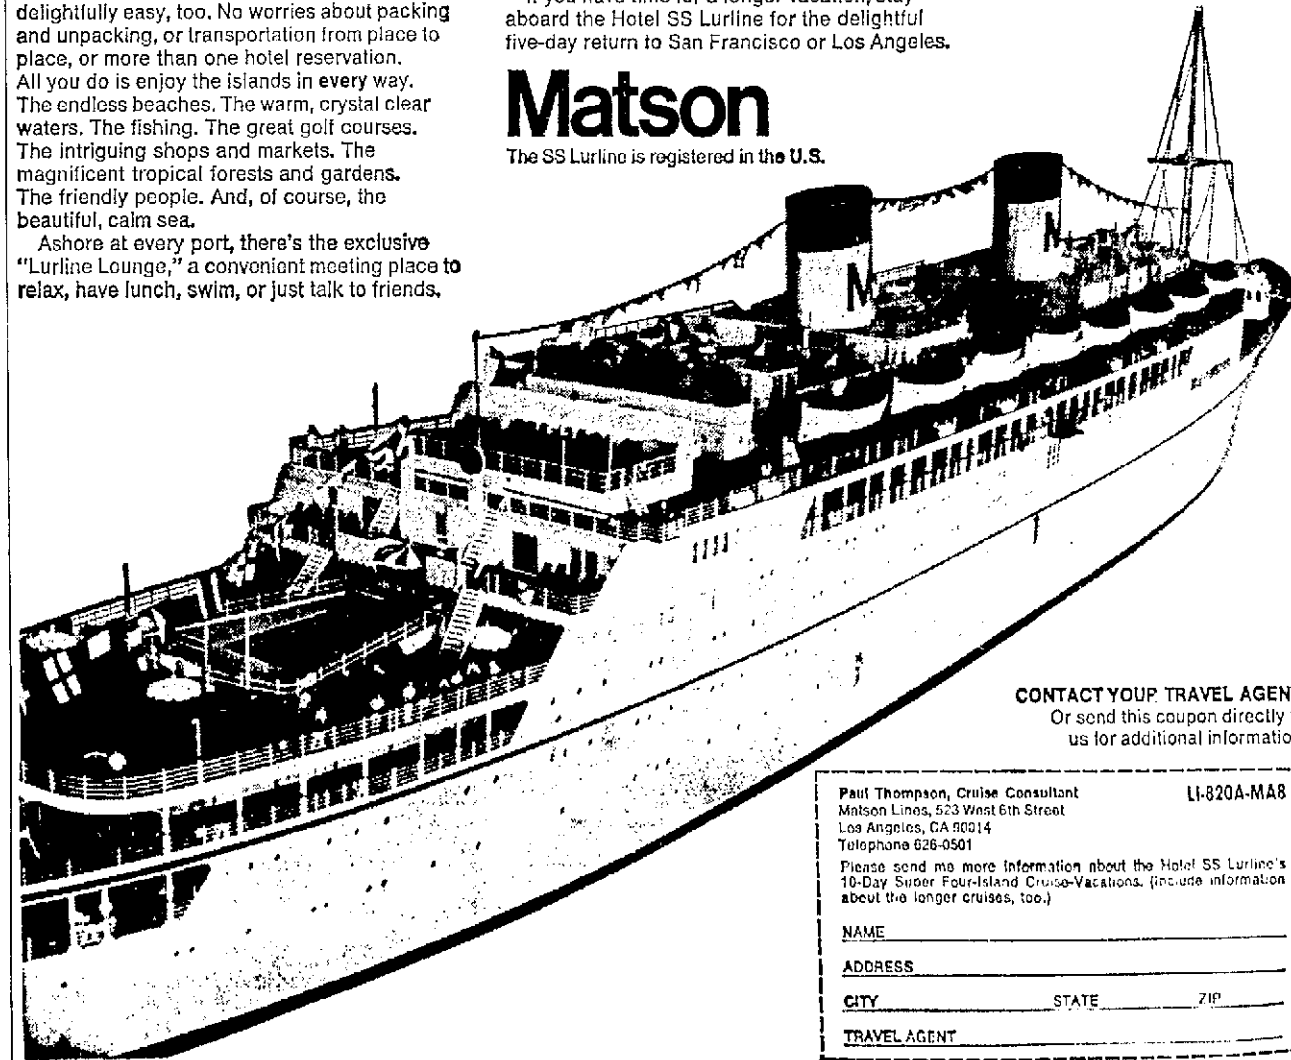 delightfully easy, too. No worries about packing
and unpacking, or transportation from place to
place, or more than one hotel reservation.
All you do is enjoy the islands in every way.
The endless beaches. The warm, crystal clear
waters. The fishing. The great golf courses.
The intriguing shops and markets. The
magnificent tropical forests and gardens.
The friendly people. And, of course, the
beautiful, calm sea.
Ashore at every port, there's the exclusive
"Lurline Lounge," a convenient meeting place to
relax, have lunch, swim, or just talk to friends.
If you have time for a longer vacation, stay
aboard the Hotel SS Lurline for the delightful
five-day return to San Francisco or Los Angeles.
Matson
The SS Lurline is registered in the U.S.
M
M
CONTACT YOUR TRAVEL AGEN
Or send this coupon directly
us for additional informatio
Paul Thompson, Cruise Consultant LI-820A-MA8
Matson Lines, 523 West 6th Street
Los Angeles, CA 90014
Telephone 626-0501
Please send me more information about the Hotel SS Lurline's
10-Day Super Four-Island Cruise-Vacations. (Include information
about the longer cruises, too.)
NAME
ADDRESS
CITY STATE ZIP
TRAVEL AGENT